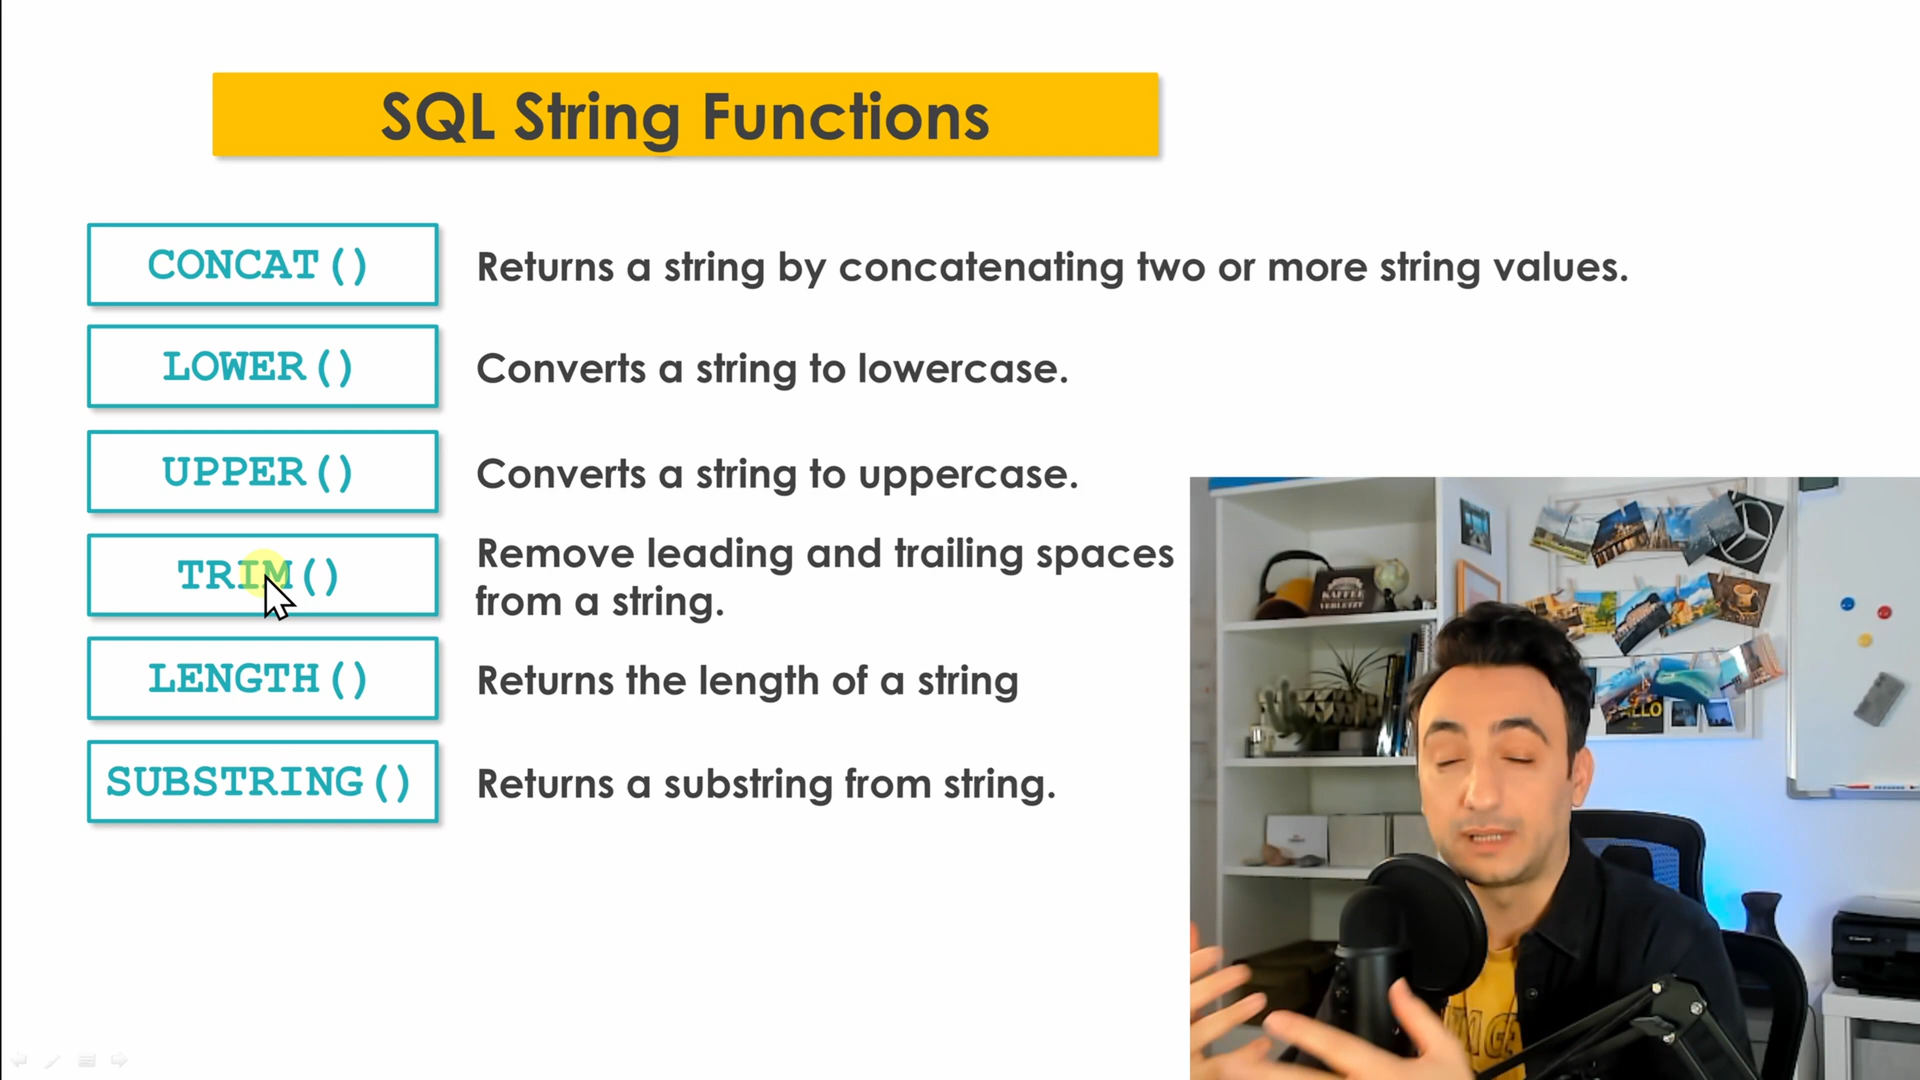 SQL String Functions
CONCAT() Returns a string by concatenating two or more string values.
LOWER() Converts a string to lowercase.
UPPER() Converts a string to uppercase.
TRIM() Remove leading and trailing spaces
from a string.
LENGTH() Returns the length of a string
SUBSTRING() Returns a substring from string.
KAFFEE
VERLETZT